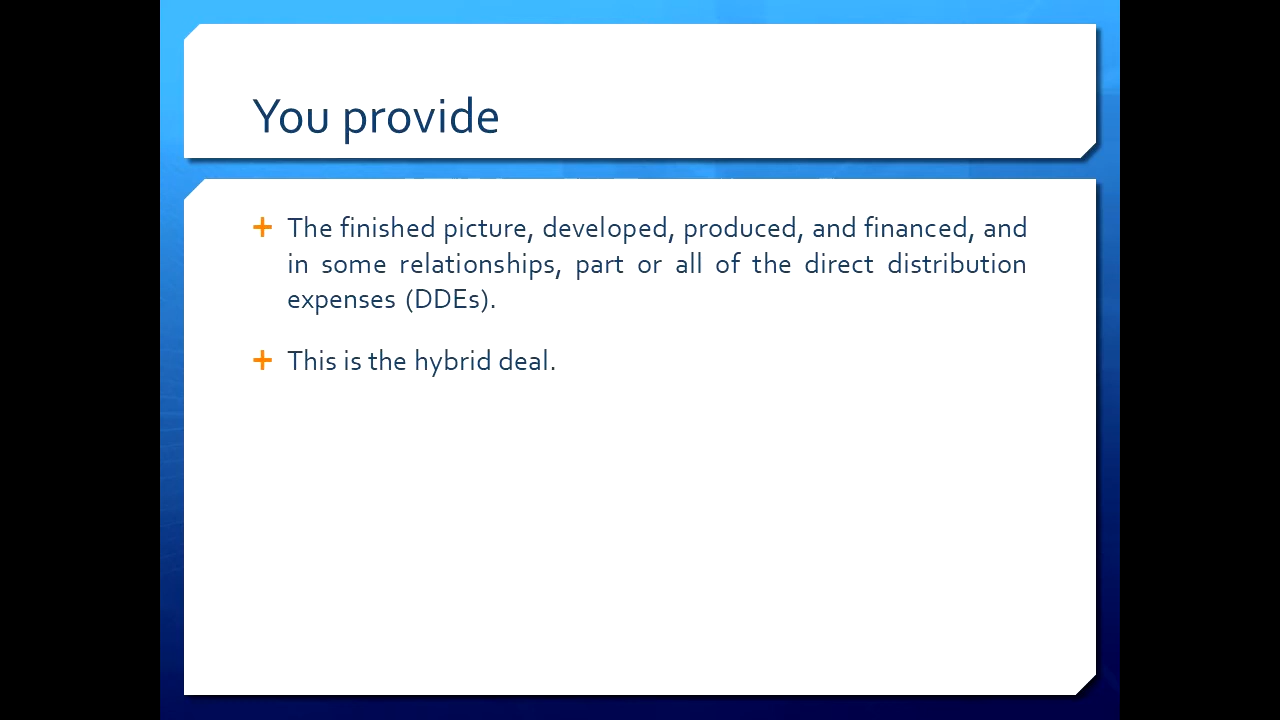 You provide
The finished picture, developed, produced, and financed, and
in some relationships, part or all of the direct distribution
expenses (DDEs).
This is the hybrid deal.